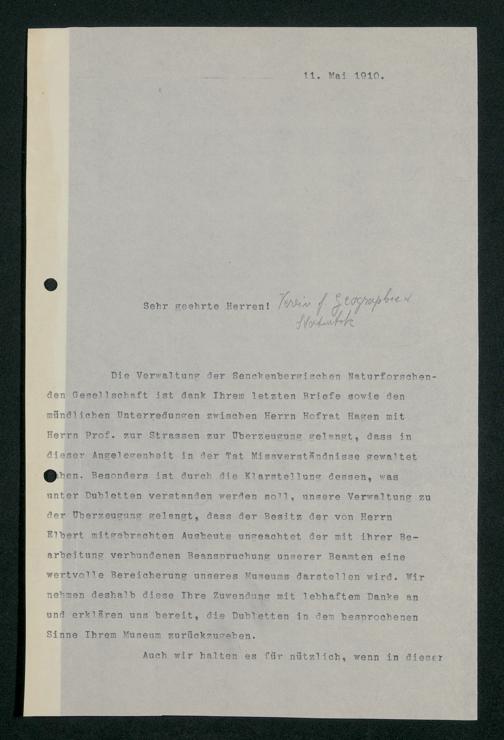 11. Mai 1910.
Sehr geehrte Herren! Verein f. Geographie u
Statistik
Die Verwaltung der Senckenbergischen Naturforschen-
den Gesellschaft ist dank Ihrem letzten Briefe sowie den
mündlichen Unterredungen zwischen Herrn Hofrat Hagen mit
Herrn Prof. zur Strassen zur Überzeugung gelangt, dass in
dieser Angelegenheit in der Tat Missverständnisse gewaltet
haben. Besonders ist durch die Klarstellung dessen, was
unter Dubletten verstanden werden soll, unsere Verwaltung zu
der Überzeugung gelangt, dass der Besitz der von Herrn
Elbert mitgebrachten Ausbeute ungeachtet der mit ihrer Be-
arbeitung verbundenen Beanspruchung unserer Beamten eine
wertvolle Bereicherung unseres Museums darstellen wird. Wir
nehmen deshalb diese Ihre Zuwendung mit lebhaftem Danke an
und erklären uns bereit, die Dubletten in dem besprochenen
Sinne Ihrem Museum zurückzugeben.
Auch wir halten es für nützlich, wenn in dieser